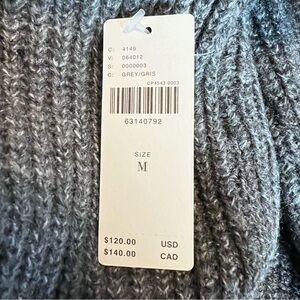 C: 4149
V: 064012
S: 0000003
C: GREY/GRIS
CP4543 0003
63140792
SIZE
M
$120.00 USD
$140.00 CAD